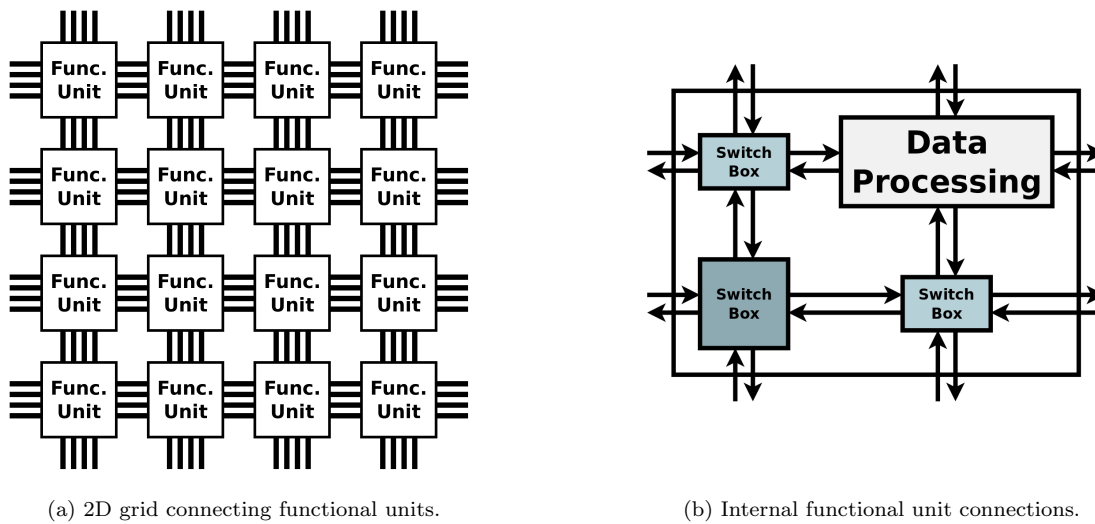 Func.
Unit
Func.
Unit
Func.
Unit
Func.
Unit
Func.
Unit
Func.
Unit
Func.
Unit
Func.
Unit
Func.
Unit
Func.
Unit
Func.
Unit
Func.
Unit
Func.
Unit
Func.
Unit
Func.
Unit
Func.
Unit
(a) 2D grid connecting functional units.
Switch
Box
Data
Processing
Switch
Box
Switch
Box
(b) Internal functional unit connections.